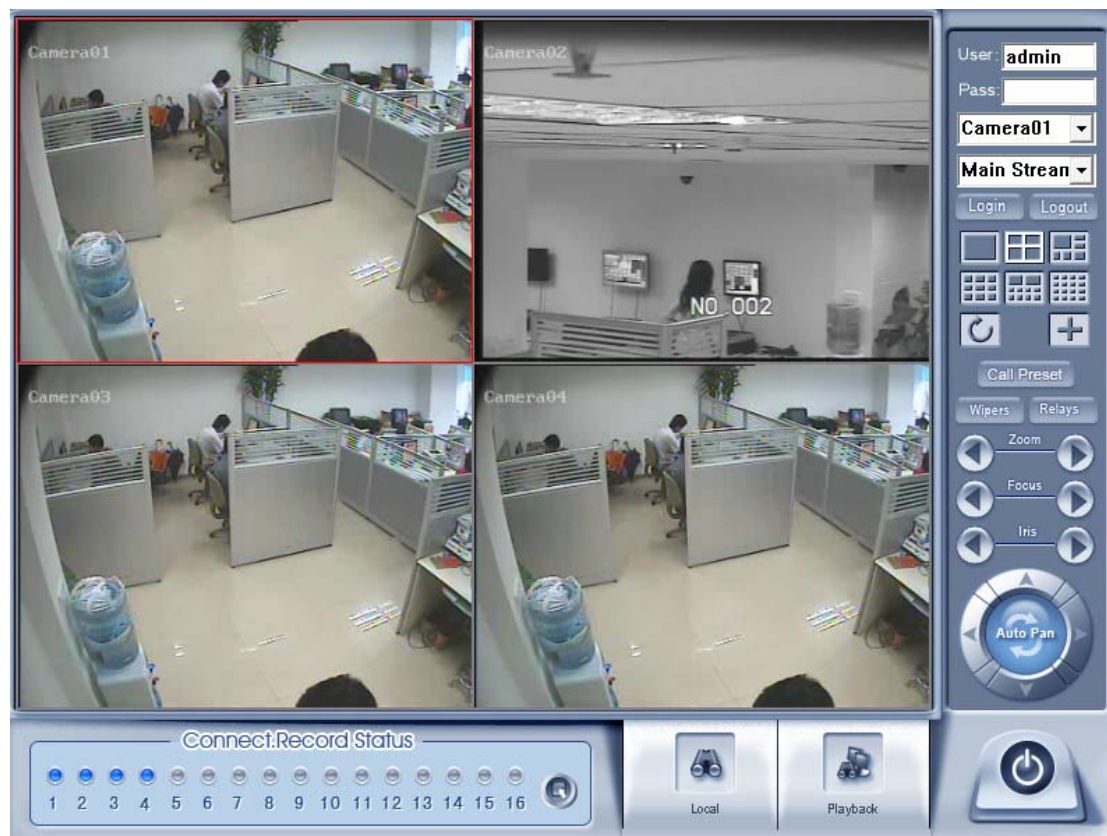 Camera01
Camera02
NO.002
Camera03
Camera04
User: admin
Pass:
Camera01
Main Strean
Login Logout
Call Preset
Wipers Relays
Zoom
Focus
Iris
Auto Pan
Connect.Record Status
1 2 3 4 5 6 7 8 9 10 11 12 13 14 15 16
Local
Playback